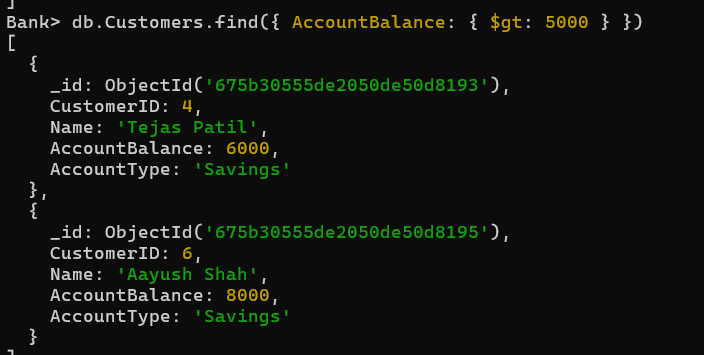 ]
Bank> db.Customers.find({ AccountBalance: { $gt: 5000 } })
[
  {
    _id: ObjectId('675b30555de2050de50d8193'),
    CustomerID: 4,
    Name: 'Tejas Patil',
    AccountBalance: 6000,
    AccountType: 'Savings'
  },
  {
    _id: ObjectId('675b30555de2050de50d8195'),
    CustomerID: 6,
    Name: 'Aayush Shah',
    AccountBalance: 8000,
    AccountType: 'Savings'
  }
]